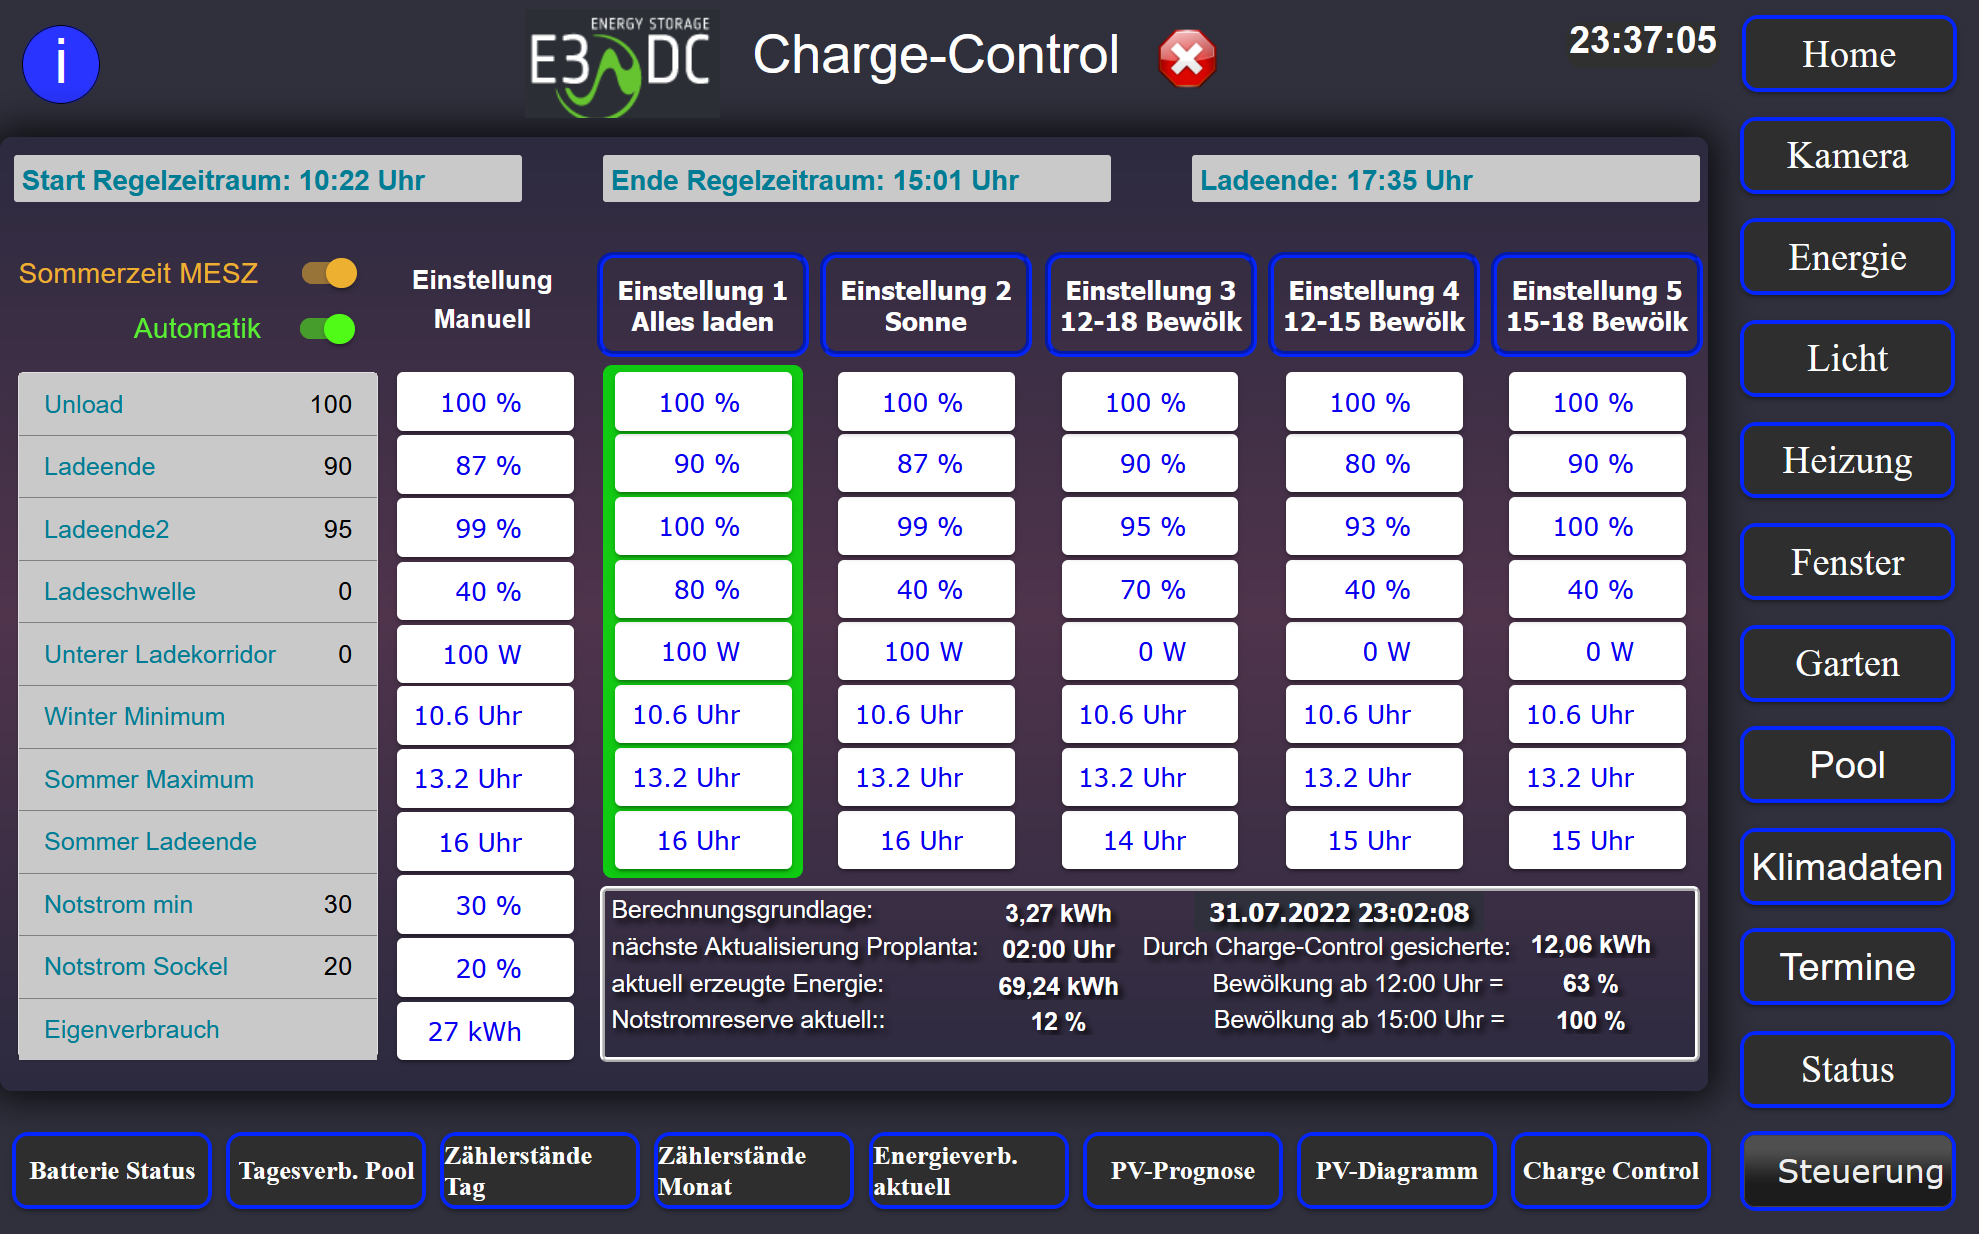 i
ENERGY STORAGE
E3 DC
Charge-Control
23:37:05
Home
Kamera
Energie
Licht
Heizung
Fenster
Garten
Pool
Klimadaten
Termine
Status
Steuerung
Start Regelzeitraum: 10:22 Uhr
Ende Regelzeitraum: 15:01 Uhr
Ladeende: 17:35 Uhr
Sommerzeit MESZ
Automatik
Einstellung
Manuell
Einstellung 1
Alles laden
Einstellung 2
Sonne
Einstellung 3
12-18 Bewölk
Einstellung 4
12-15 Bewölk
Einstellung 5
15-18 Bewölk
Unload 100 100 % 100 % 100 % 100 % 100 % 100 %
Ladeende 90 87 % 90 % 87 % 90 % 80 % 90 %
Ladeende2 95 99 % 100 % 99 % 95 % 93 % 100 %
Ladeschwelle 0 40 % 80 % 40 % 70 % 40 % 40 %
Unterer Ladekorridor 0 100 W 100 W 100 W 0 W 0 W 0 W
Winter Minimum 10.6 Uhr 10.6 Uhr 10.6 Uhr 10.6 Uhr 10.6 Uhr 10.6 Uhr
Sommer Maximum 13.2 Uhr 13.2 Uhr 13.2 Uhr 13.2 Uhr 13.2 Uhr 13.2 Uhr
Sommer Ladeende 16 Uhr 16 Uhr 16 Uhr 14 Uhr 15 Uhr 15 Uhr
Notstrom min 30 30 %
Notstrom Sockel 20 20 %
Eigenverbrauch 27 kWh
Berechnungsgrundlage: 3,27 kWh 31.07.2022 23:02:08
nächste Aktualisierung Proplanta: 02:00 Uhr Durch Charge-Control gesicherte: 12,06 kWh
aktuell erzeugte Energie: 69,24 kWh Bewölkung ab 12:00 Uhr = 63 %
Notstromreserve aktuell:: 12 % Bewölkung ab 15:00 Uhr = 100 %
Batterie Status
Tagesverb. Pool
Zählerstände
Tag
Zählerstände
Monat
Energieverb.
aktuell
PV-Prognose
PV-Diagramm
Charge Control